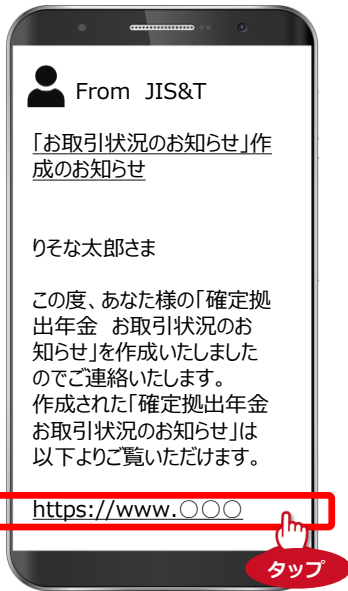 From JIS&T
「お取引状況のお知らせ」作
成のお知らせ
りそな太郎さま
この度、あなた様の「確定拠
出年金　お取引状況のお
知らせ」を作成いたしました
のでご連絡いたします。
作成された「確定拠出年金
お取引状況のお知らせ」は
以下よりご覧いただけます。
https://www.○○○
タップ